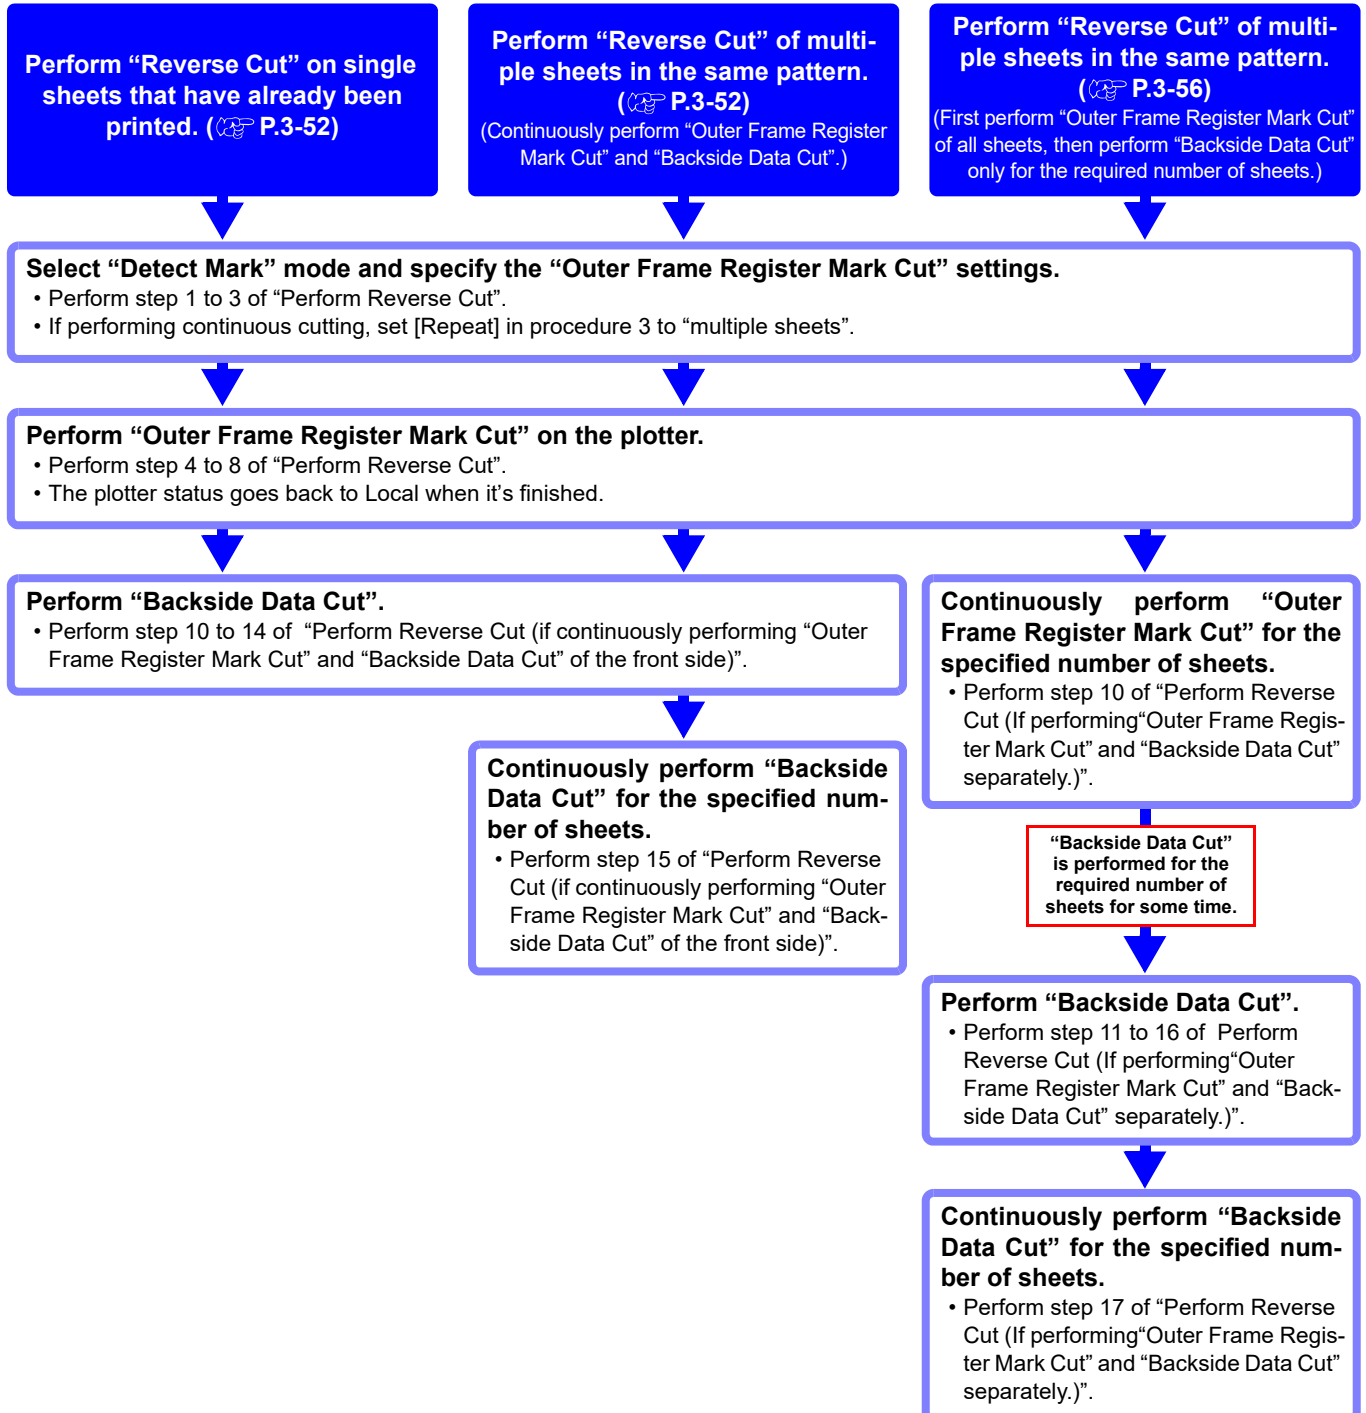 Perform “Reverse Cut” on single
sheets that have already been
printed. ( P.3-52)
Perform “Reverse Cut” of multi-
ple sheets in the same pattern.
( P.3-52)
(Continuously perform “Outer Frame Register
Mark Cut” and “Backside Data Cut”.)
Perform “Reverse Cut” of multi-
ple sheets in the same pattern.
( P.3-56)
(First perform “Outer Frame Register Mark Cut”
of all sheets, then perform “Backside Data Cut”
only for the required number of sheets.)
Select “Detect Mark” mode and specify the “Outer Frame Register Mark Cut” settings.
• Perform step 1 to 3 of “Perform Reverse Cut”.
• If performing continuous cutting, set [Repeat] in procedure 3 to “multiple sheets”.
Perform “Outer Frame Register Mark Cut” on the plotter.
• Perform step 4 to 8 of “Perform Reverse Cut”.
• The plotter status goes back to Local when it’s finished.
Perform “Backside Data Cut”.
• Perform step 10 to 14 of “Perform Reverse Cut (if continuously performing “Outer
Frame Register Mark Cut” and “Backside Data Cut” of the front side)”.
Continuously perform “Backside
Data Cut” for the specified num-
ber of sheets.
• Perform step 15 of “Perform Reverse
Cut (if continuously performing “Outer
Frame Register Mark Cut” and “Back-
side Data Cut” of the front side)”.
Continuously perform “Outer
Frame Register Mark Cut” for the
specified number of sheets.
• Perform step 10 of “Perform Reverse
Cut (If performing“Outer Frame Regis-
ter Mark Cut” and “Backside Data Cut”
separately.)”.
“Backside Data Cut”
is performed for the
required number of
sheets for some time.
Perform “Backside Data Cut”.
• Perform step 11 to 16 of Perform
Reverse Cut (If performing“Outer
Frame Register Mark Cut” and “Back-
side Data Cut” separately.)”.
Continuously perform “Backside
Data Cut” for the specified num-
ber of sheets.
• Perform step 17 of “Perform Reverse
Cut (If performing“Outer Frame Regis-
ter Mark Cut” and “Backside Data Cut”
separately.)”.